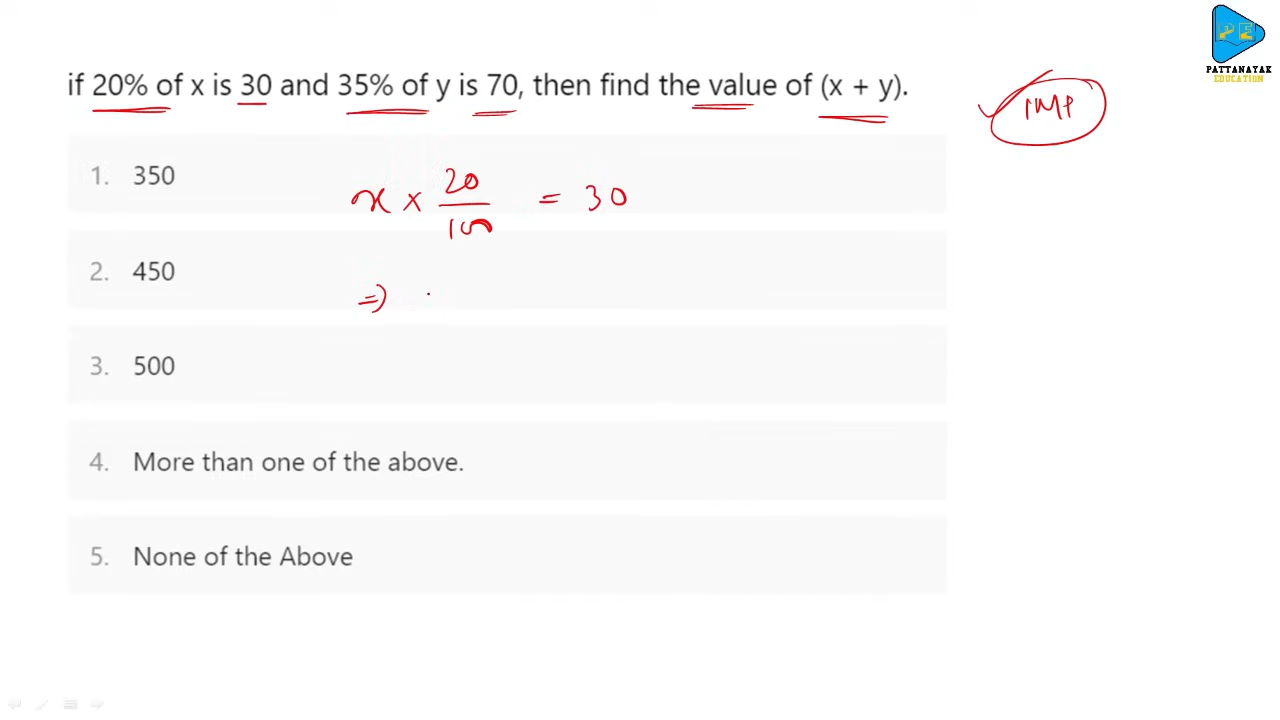 PE
PATTANAYAK
EDUCATION
if 20% of x is 30 and 35% of y is 70, then find the value of (x + y).
IMP
1. 350
x × 20/100 = 30
2. 450
⇒
3. 500
4. More than one of the above.
5. None of the Above